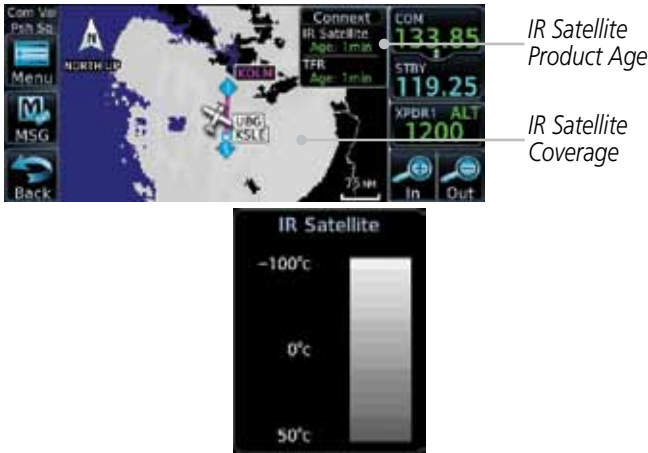 Com Vol
Psh Sq
Menu
MSG
Back
N
NORTH UP
KOLM
UBG
KSLE
Connext
IR Satellite
Age: 1min
TFR
Age: 1min
75 NM
COM
133.85
STBY
119.25
XPDR1 ALT
1200
In
Out
IR Satellite
Product Age
IR Satellite
Coverage
IR Satellite
-100°c
0°c
50°c